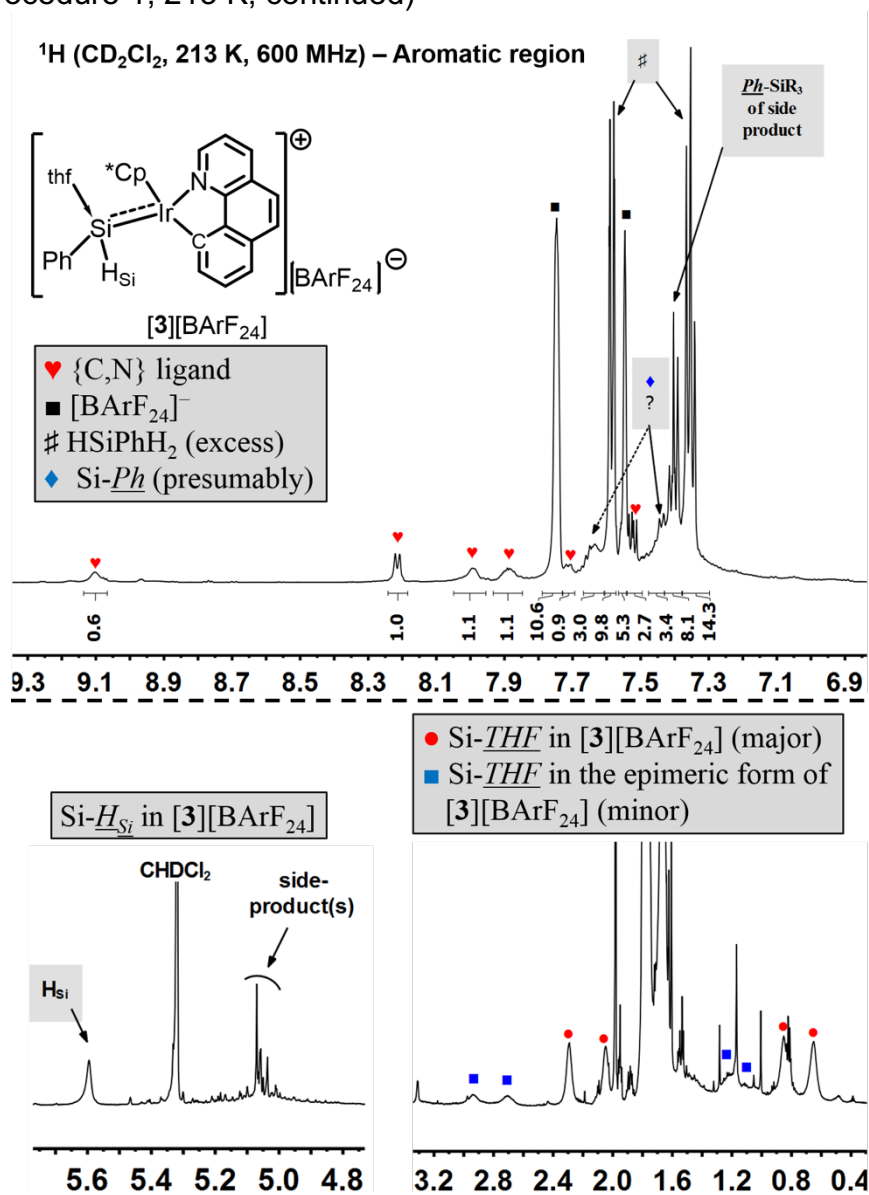 ocedure 1, 213 K, continued)
¹H (CD₂Cl₂, 213 K, 600 MHz) – Aromatic region
♯
Ph-SiR₃
of side
product
⊕
*Cp
N
thf
Si
Ir
C
Ph
H_Si
[BArF₂₄]
⊖
[3][BArF₂₄]
♥ {C,N} ligand
■ [BArF₂₄]⁻
♯ HSiPhH₂ (excess)
♦ Si-Ph (presumably)
♦
?
0.6
1.0
1.1
1.1
10.6
0.9
3.0
9.8
5.3
2.7
3.4
8.1
14.3
9.3 9.1 8.9 8.7 8.5 8.3 8.1 7.9 7.7 7.5 7.3 7.1 6.9
● Si-THF in [3][BArF₂₄] (major)
■ Si-THF in the epimeric form of
[3][BArF₂₄] (minor)
Si-H_Si in [3][BArF₂₄]
CHDCl₂
side-
product(s)
H_Si
5.6 5.4 5.2 5.0 4.8
3.2 2.8 2.4 2.0 1.6 1.2 0.8 0.4